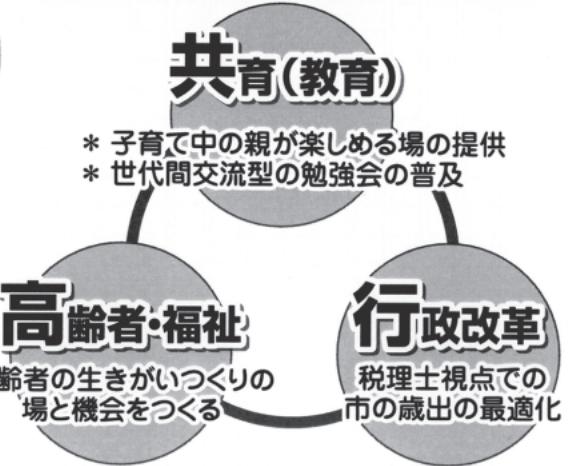 共育（教育）
＊ 子育て中の親が楽しめる場の提供
＊ 世代間交流型の勉強会の普及
高齢者・福祉
齢者の生きがいつくりの
場と機会をつくる
行政改革
税理士視点での
市の歳出の最適化